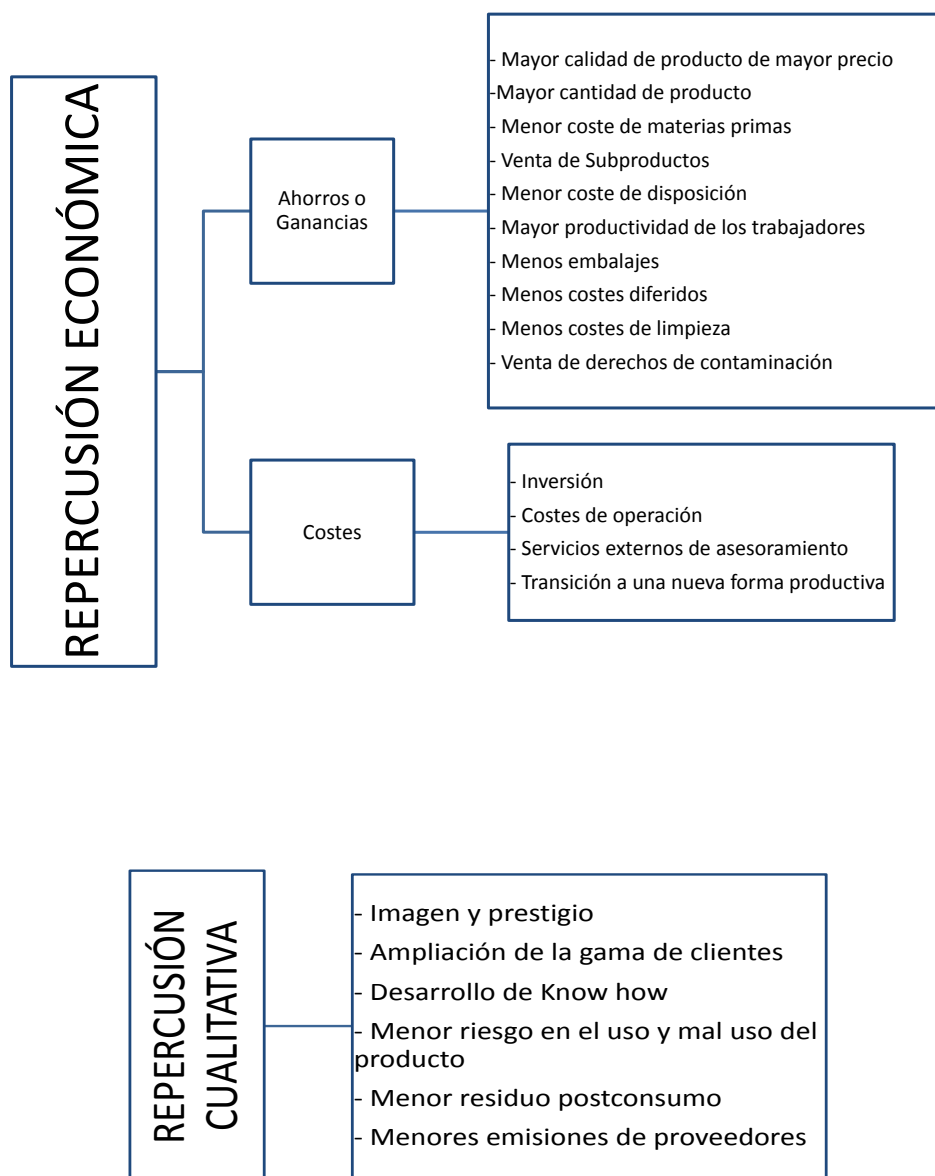 REPERCUSIÓN ECONÓMICA
Ahorros o
Ganancias
- Mayor calidad de producto de mayor precio
-Mayor cantidad de producto
- Menor coste de materias primas
- Venta de Subproductos
- Menor coste de disposición
- Mayor productividad de los trabajadores
- Menos embalajes
- Menos costes diferidos
- Menos costes de limpieza
- Venta de derechos de contaminación
Costes
- Inversión
- Costes de operación
- Servicios externos de asesoramiento
- Transición a una nueva forma productiva
REPERCUSIÓN
CUALITATIVA
- Imagen y prestigio
- Ampliación de la gama de clientes
- Desarrollo de Know how
- Menor riesgo en el uso y mal uso del
producto
- Menor residuo postconsumo
- Menores emisiones de proveedores